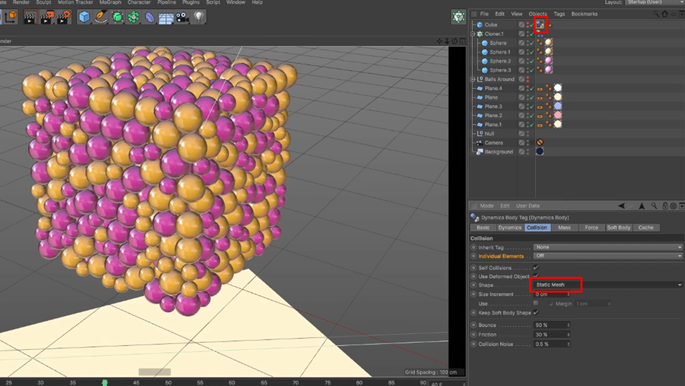 Layout: Startup (User)
Sculpt Motion Tracker MoGraph Character Pipeline Plugins Script Window Help
File Edit View Objects Tags Bookmarks
Cube
Cloner.1
Sphere
Sphere.1
Sphere.2
Sphere.3
Balls Around
Plane.4
Plane
Plane.3
Plane.2
Plane.1
Null
Camera
Background
Mode Edit User Data
Dynamics Body Tag [Dynamics Body]
Basic Dynamics Collision Mass Force Soft Body Cache
Collision
Inherit Tag None
Individual Elements Off
Self Collisions
Use Deformed Object
Shape Static Mesh
Size Increment 0 cm
Use Margin 1 cm
Keep Soft Body Shape
Bounce 50 %
Friction 30 %
Collision Noise 0.5 %
Grid Spacing : 100 cm
25 30 35 40 45 50 55 60 65 70 75 80 85 90